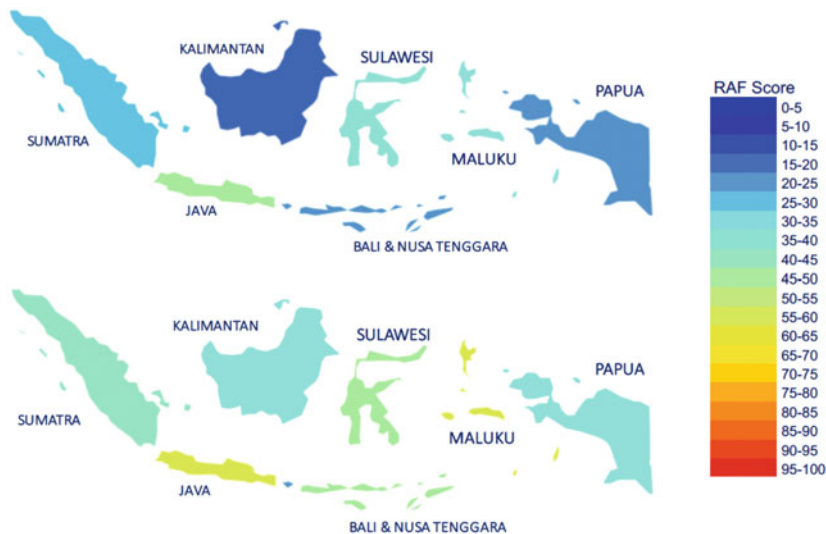 KALIMANTAN
SULAWESI
PAPUA
SUMATRA
MALUKU
JAVA
BALI & NUSA TENGGARA
KALIMANTAN
SULAWESI
PAPUA
SUMATRA
MALUKU
JAVA
BALI & NUSA TENGGARA
RAF Score
0-5
5-10
10-15
15-20
20-25
25-30
30-35
35-40
40-45
45-50
50-55
55-60
60-65
65-70
70-75
75-80
80-85
85-90
90-95
95-100